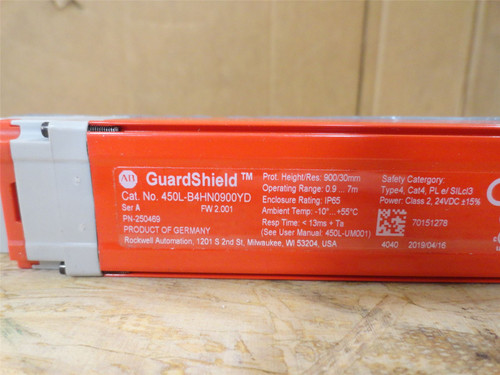 AB GuardShield™
Cat. No. 450L-B4HN0900YD
Ser A FW 2.001
PN-250469
PRODUCT OF GERMANY
Rockwell Automation, 1201 S 2nd St, Milwaukee, WI 53204, USA
Prot. Height/Res: 900/30mm
Operating Range: 0.9 ... 7m
Enclosure Rating: IP65
Ambient Temp: -10°...+55°C
Resp Time: < 13ms + Ta
(See User Manual: 450L-UM001)
Safety Catergory:
Type4, Cat4, PL e/ SILcl3
Power: Class 2, 24VDC ±15%
70151278
4040 2019/04/16